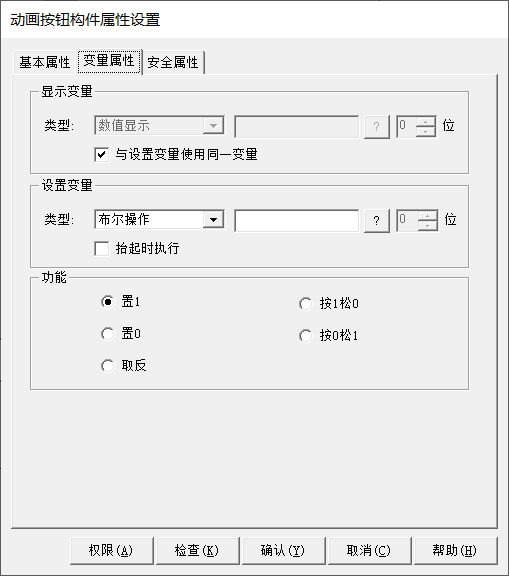 动画按钮构件属性设置
基本属性 变量属性 安全属性
显示变量
类型: 数值显示 ? 0 位
与设置变量使用同一变量
设置变量
类型: 布尔操作 ? 0 位
抬起时执行
功能
置1 按1松0
置0 按0松1
取反
权限(A) 检查(K) 确认(Y) 取消(C) 帮助(H)